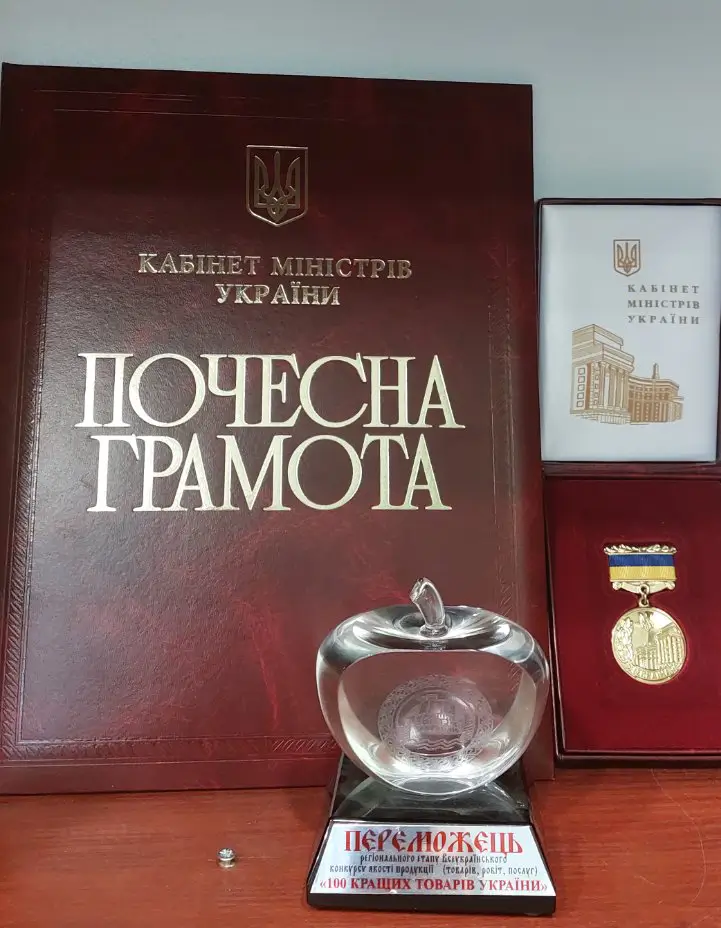 КАБІНЕТ МІНІСТРІВ
УКРАЇНИ
ПОЧЕСНА
ГРАМОТА
КАБІНЕТ
МІНІСТРІВ
УКРАЇНИ
ПЕРЕМОЖЕЦЬ
регіонального етапу Всеукраїнського
конкурсу якості продукції (товарів, робіт, послуг)
«100 КРАЩИХ ТОВАРІВ УКРАЇНИ»